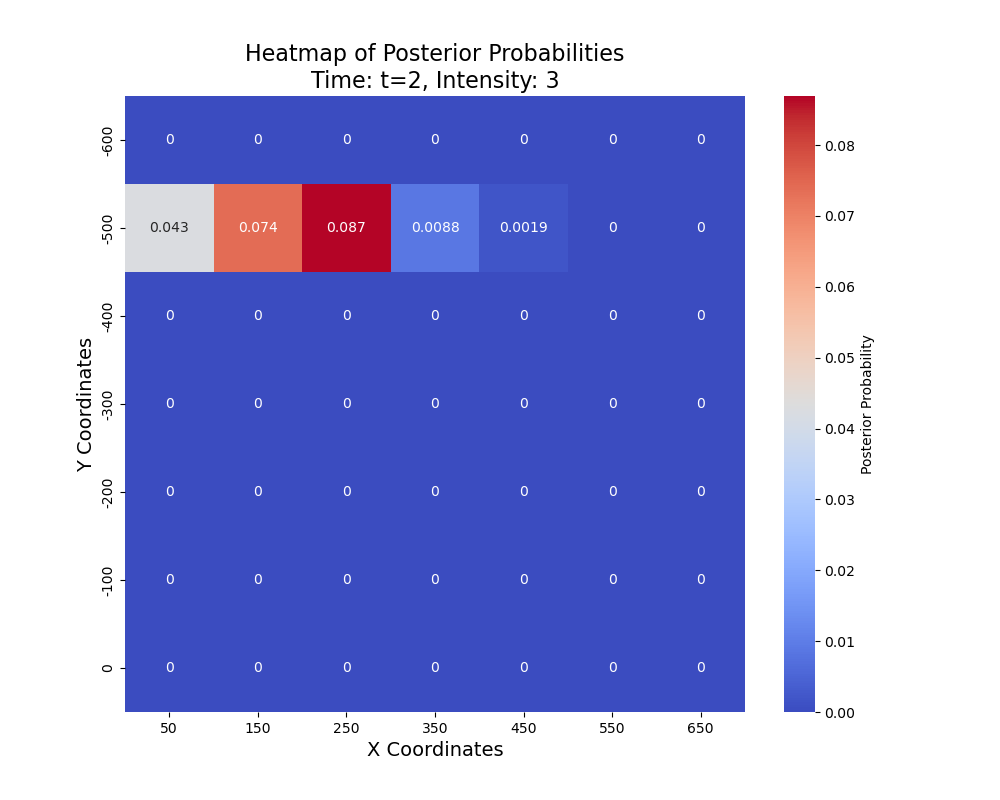 Heatmap of Posterior Probabilities
Time: t=2, Intensity: 3
Y Coordinates
-600 0 0 0 0 0 0 0
-500 0.043 0.074 0.087 0.0088 0.0019 0 0
-400 0 0 0 0 0 0 0
-300 0 0 0 0 0 0 0
-200 0 0 0 0 0 0 0
-100 0 0 0 0 0 0 0
0 0 0 0 0 0 0 0
50 150 250 350 450 550 650
X Coordinates
0.08
0.07
0.06
0.05
0.04
0.03
0.02
0.01
0.00
Posterior Probability